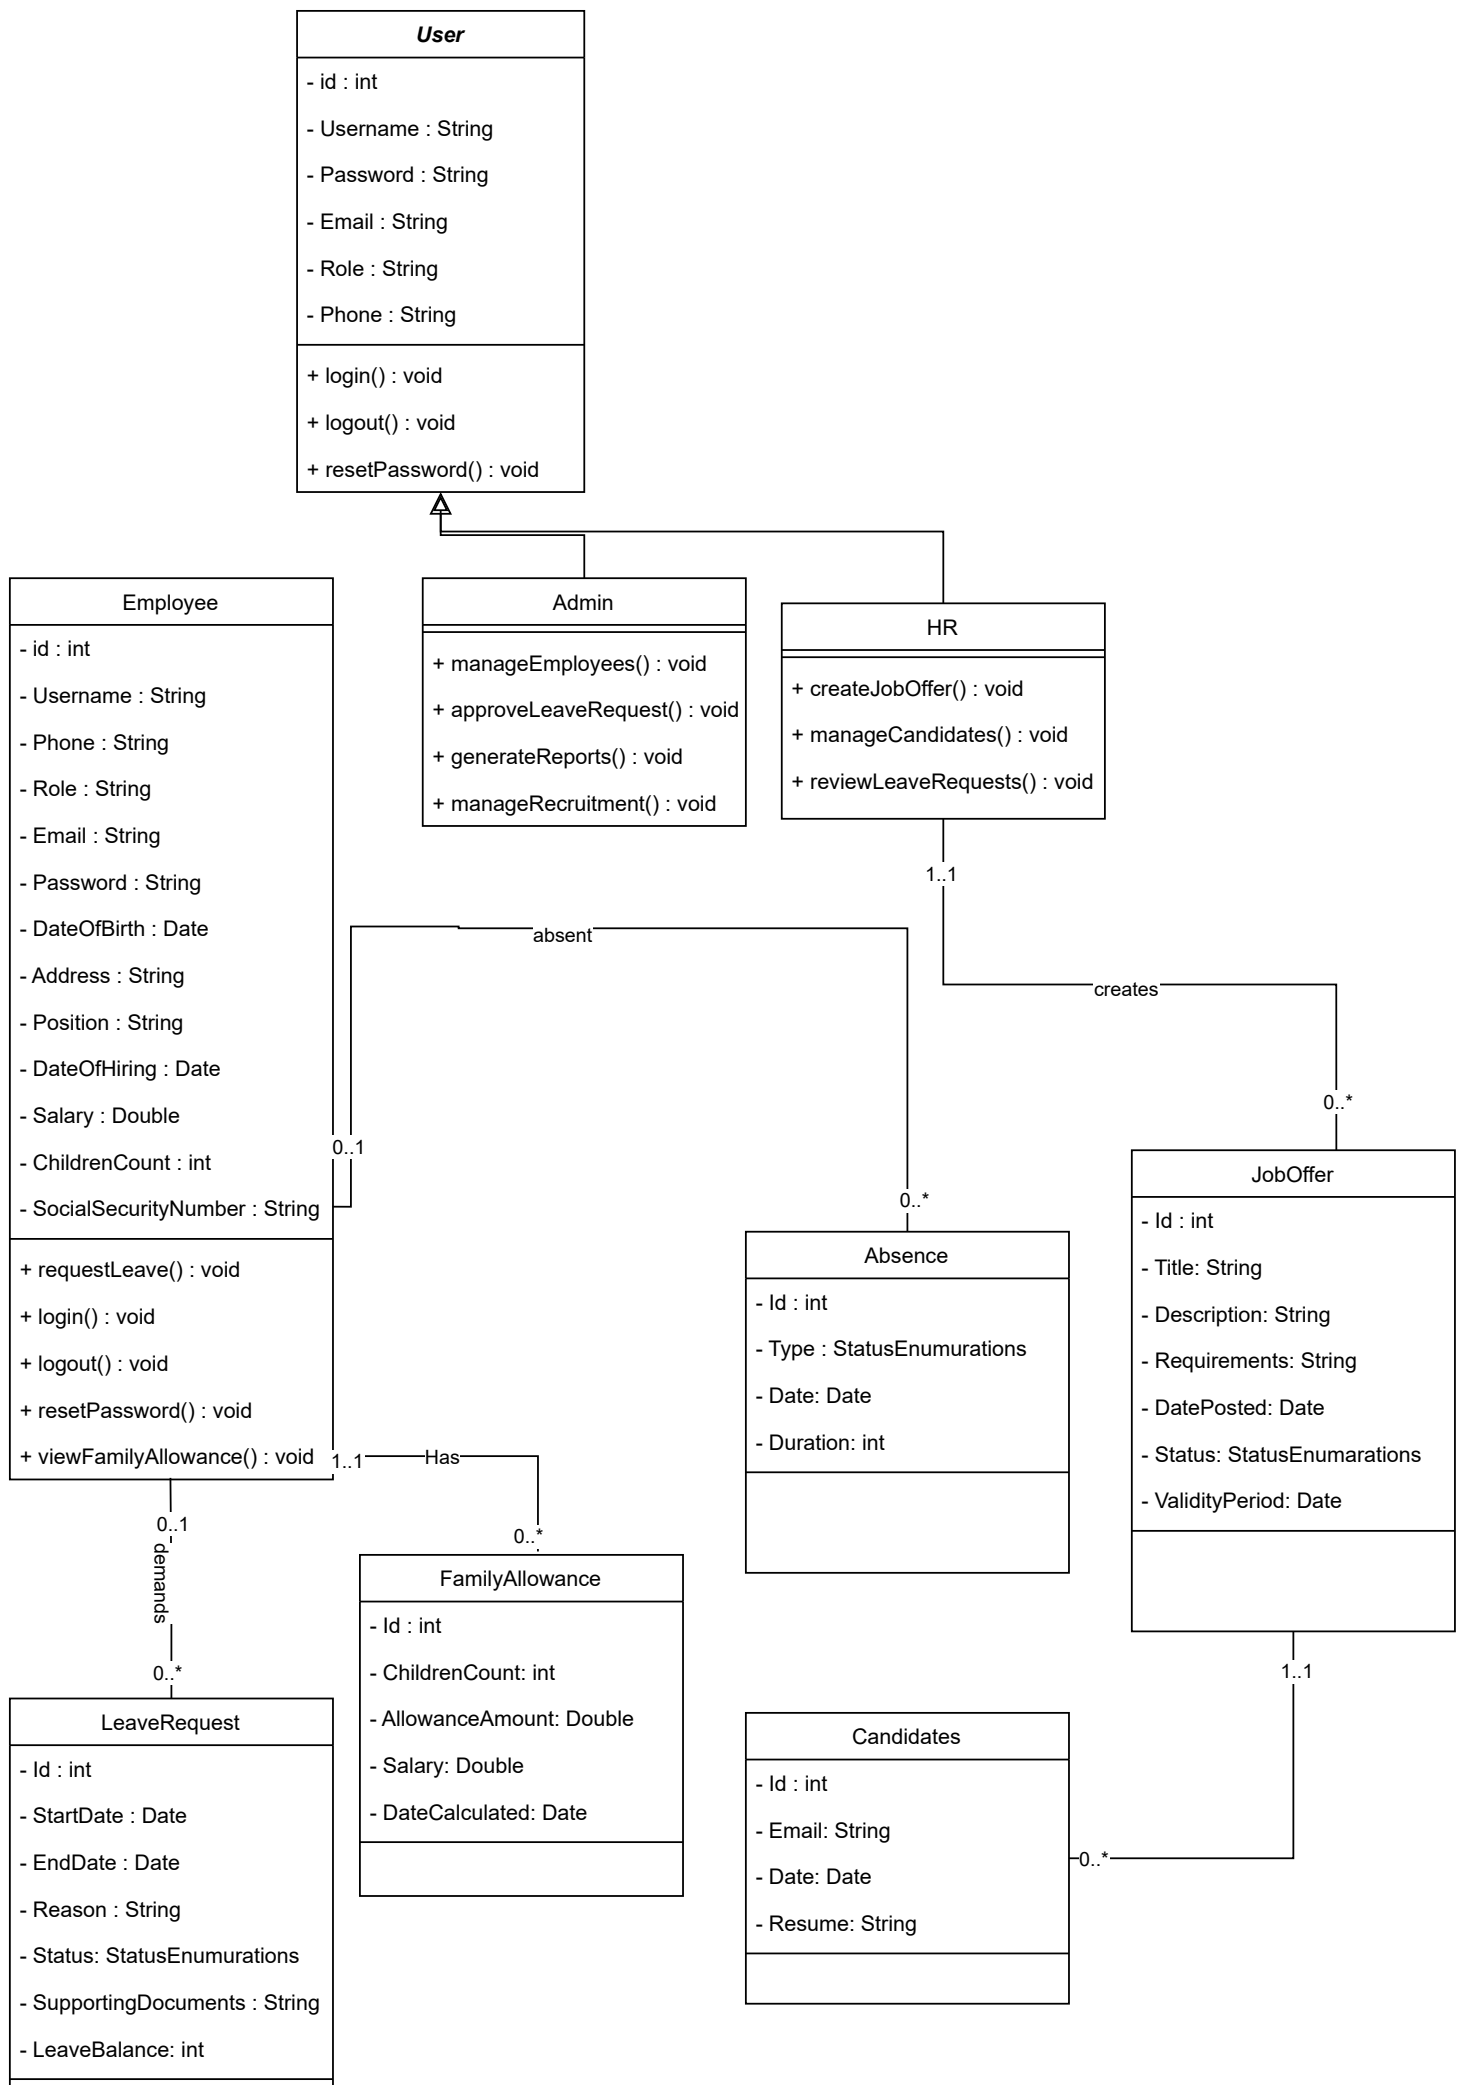 User
- id : int
- Username : String
- Password : String
- Email : String
- Role : String
- Phone : String
+ login() : void
+ logout() : void
+ resetPassword() : void
Employee
- id : int
- Username : String
- Phone : String
- Role : String
- Email : String
- Password : String
- DateOfBirth : Date
- Address : String
- Position : String
- DateOfHiring : Date
- Salary : Double
- ChildrenCount : int
- SocialSecurityNumber : String
+ requestLeave() : void
+ login() : void
+ logout() : void
+ resetPassword() : void
+ viewFamilyAllowance() : void
Admin
+ manageEmployees() : void
+ approveLeaveRequest() : void
+ generateReports() : void
+ manageRecruitment() : void
HR
+ createJobOffer() : void
+ manageCandidates() : void
+ reviewLeaveRequests() : void
1..1
creates
0..*
absent
0..1
0..*
JobOffer
- Id : int
- Title: String
- Description: String
- Requirements: String
- DatePosted: Date
- Status: StatusEnumarations
- ValidityPeriod: Date
Absence
- Id : int
- Type : StatusEnumurations
- Date: Date
- Duration: int
1..1
Has
0..*
0..1
demands
0..*
FamilyAllowance
- Id : int
- ChildrenCount: int
- AllowanceAmount: Double
- Salary: Double
- DateCalculated: Date
1..1
0..*
Candidates
- Id : int
- Email: String
- Date: Date
- Resume: String
LeaveRequest
- Id : int
- StartDate : Date
- EndDate : Date
- Reason : String
- Status: StatusEnumurations
- SupportingDocuments : String
- LeaveBalance: int